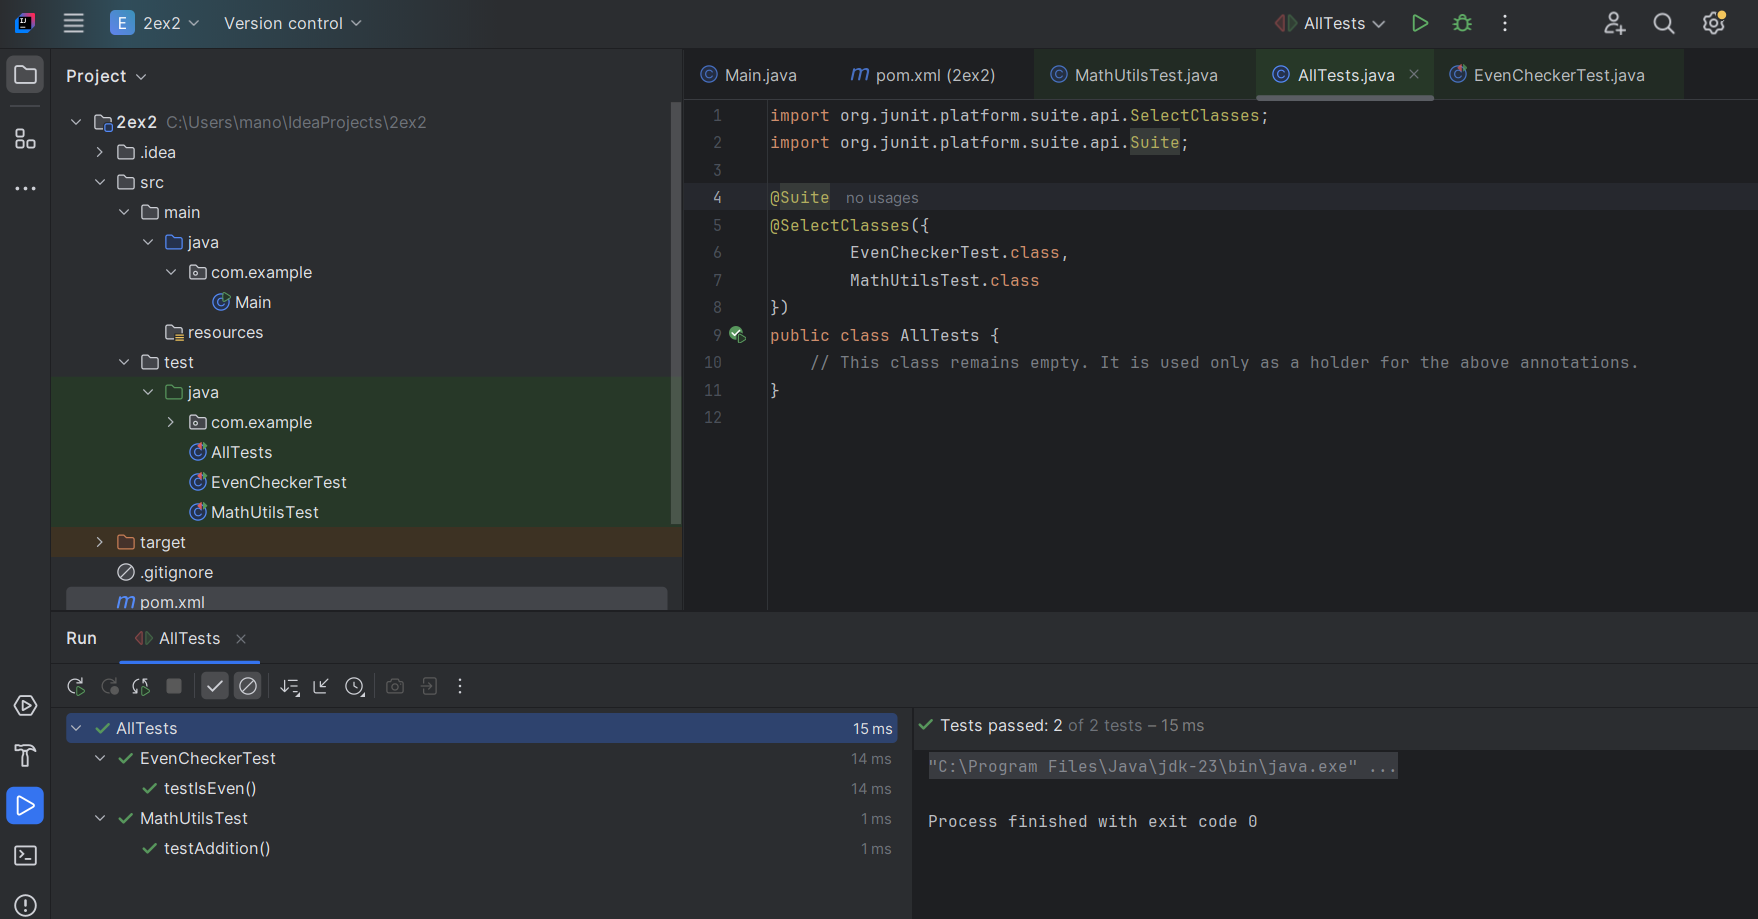 E 2ex2 Version control AllTests
Project
2ex2 C:\Users\mano\IdeaProjects\2ex2
.idea
src
main
java
com.example
Main
resources
test
java
com.example
AllTests
EvenCheckerTest
MathUtilsTest
target
.gitignore
pom.xml
Main.java pom.xml (2ex2) MathUtilsTest.java AllTests.java EvenCheckerTest.java
1 import org.junit.platform.suite.api.SelectClasses;
2 import org.junit.platform.suite.api.Suite;
3
4 @Suite no usages
5 @SelectClasses({
6 EvenCheckerTest.class,
7 MathUtilsTest.class
8 })
9 public class AllTests {
10 // This class remains empty. It is used only as a holder for the above annotations.
11 }
12
Run AllTests
AllTests 15 ms
EvenCheckerTest 14 ms
testIsEven() 14 ms
MathUtilsTest 1 ms
testAddition() 1 ms
Tests passed: 2 of 2 tests – 15 ms
"C:\Program Files\Java\jdk-23\bin\java.exe" ...
Process finished with exit code 0